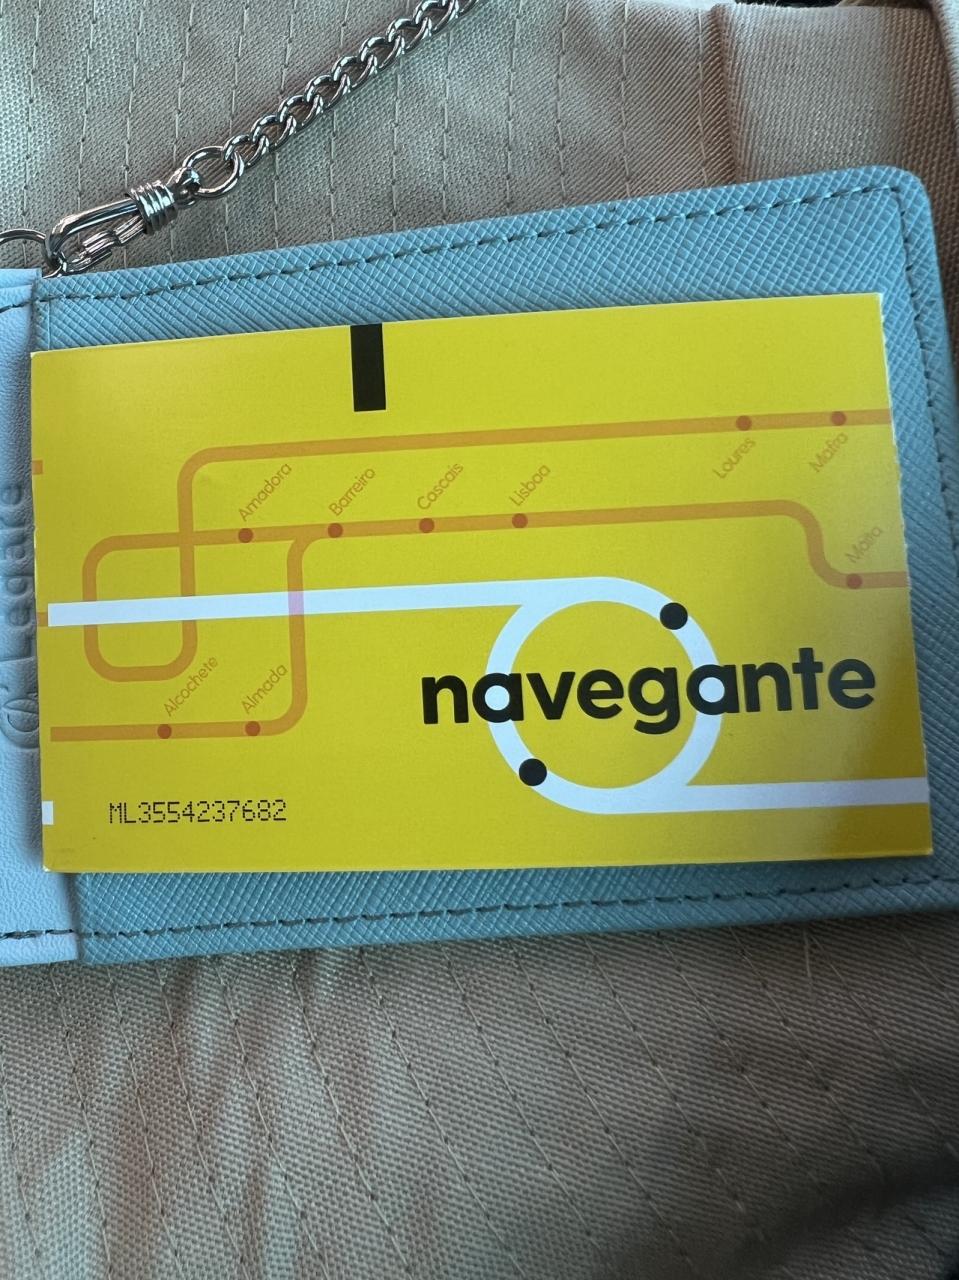 Loures
Mafra
Amadora
Barreiro
Cascais
Lisboa
Moita
Alcochete
Almada
navegante
ML3554237682